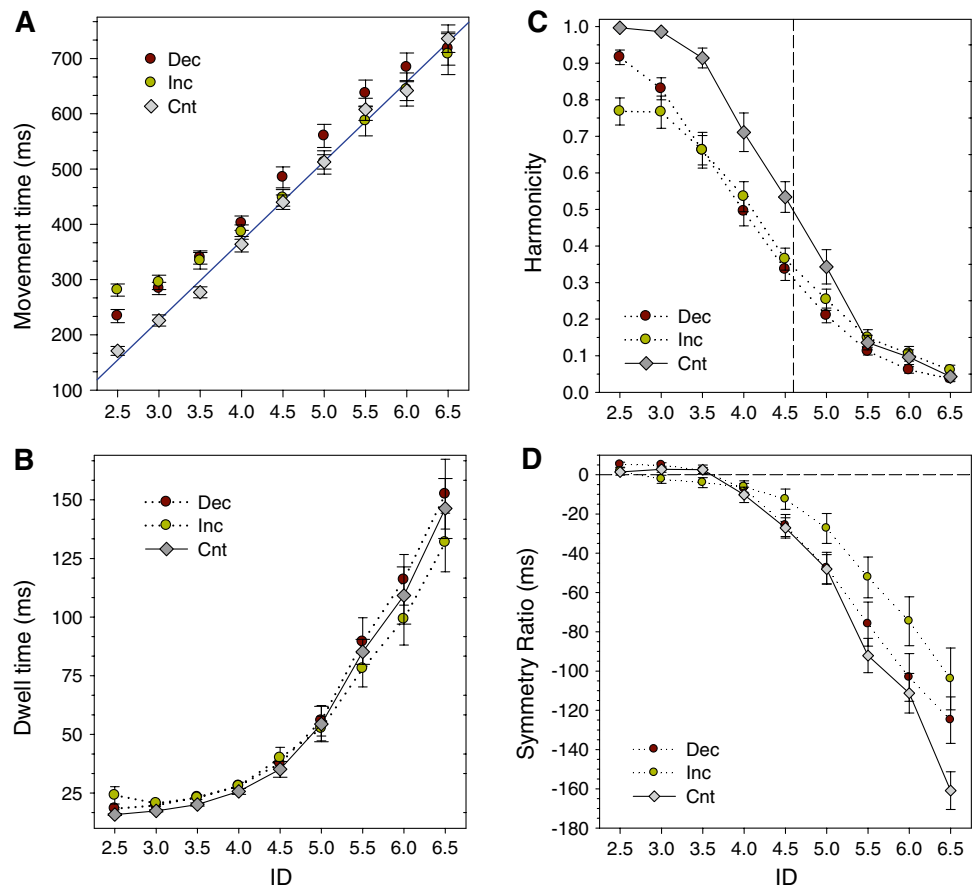 A
Movement time (ms)
700
600
500
400
300
200
100
Dec
Inc
Cnt
2.5 3.0 3.5 4.0 4.5 5.0 5.5 6.0 6.5
B
Dwell time (ms)
150
125
100
75
50
25
Dec
Inc
Cnt
2.5 3.0 3.5 4.0 4.5 5.0 5.5 6.0 6.5
ID
C
Harmonicity
1.0
0.9
0.8
0.7
0.6
0.5
0.4
0.3
0.2
0.1
0.0
Dec
Inc
Cnt
2.5 3.0 3.5 4.0 4.5 5.0 5.5 6.0 6.5
D
Symmetry Ratio (ms)
0
-20
-40
-60
-80
-100
-120
-140
-160
-180
Dec
Inc
Cnt
2.5 3.0 3.5 4.0 4.5 5.0 5.5 6.0 6.5
ID